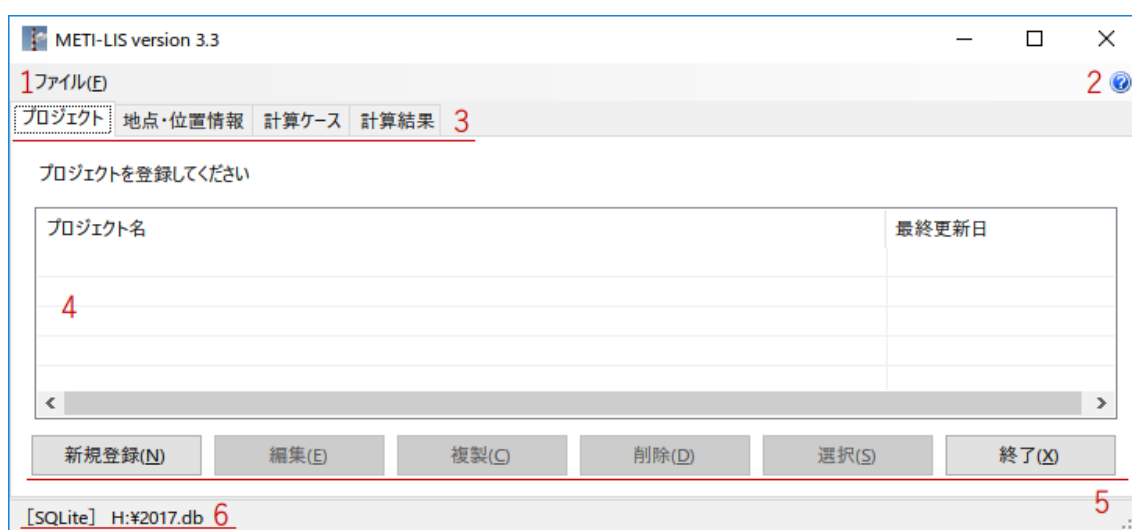 METI-LIS version 3.3
1 ファイル(F) 2
プロジェクト 地点・位置情報 計算ケース 計算結果 3
プロジェクトを登録してください
プロジェクト名 最終更新日
4
新規登録(N) 編集(E) 複製(C) 削除(D) 選択(S) 終了(X)
5
[SQLite] H:¥2017.db 6